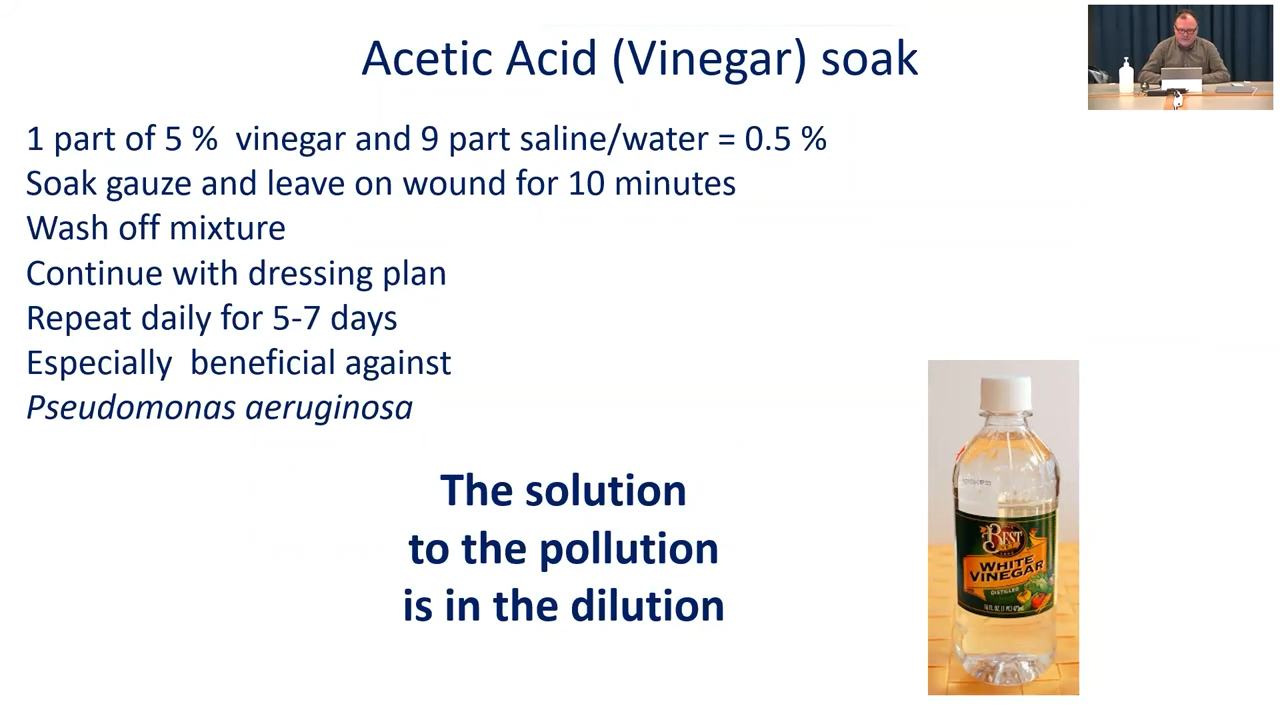 Acetic Acid (Vinegar) soak
1 part of 5 %  vinegar and 9 part saline/water = 0.5 %
Soak gauze and leave on wound for 10 minutes
Wash off mixture
Continue with dressing plan
Repeat daily for 5-7 days
Especially  beneficial against
Pseudomonas aeruginosa
The solution
to the pollution
is in the dilution
BEST
WHITE
VINEGAR
DISTILLED